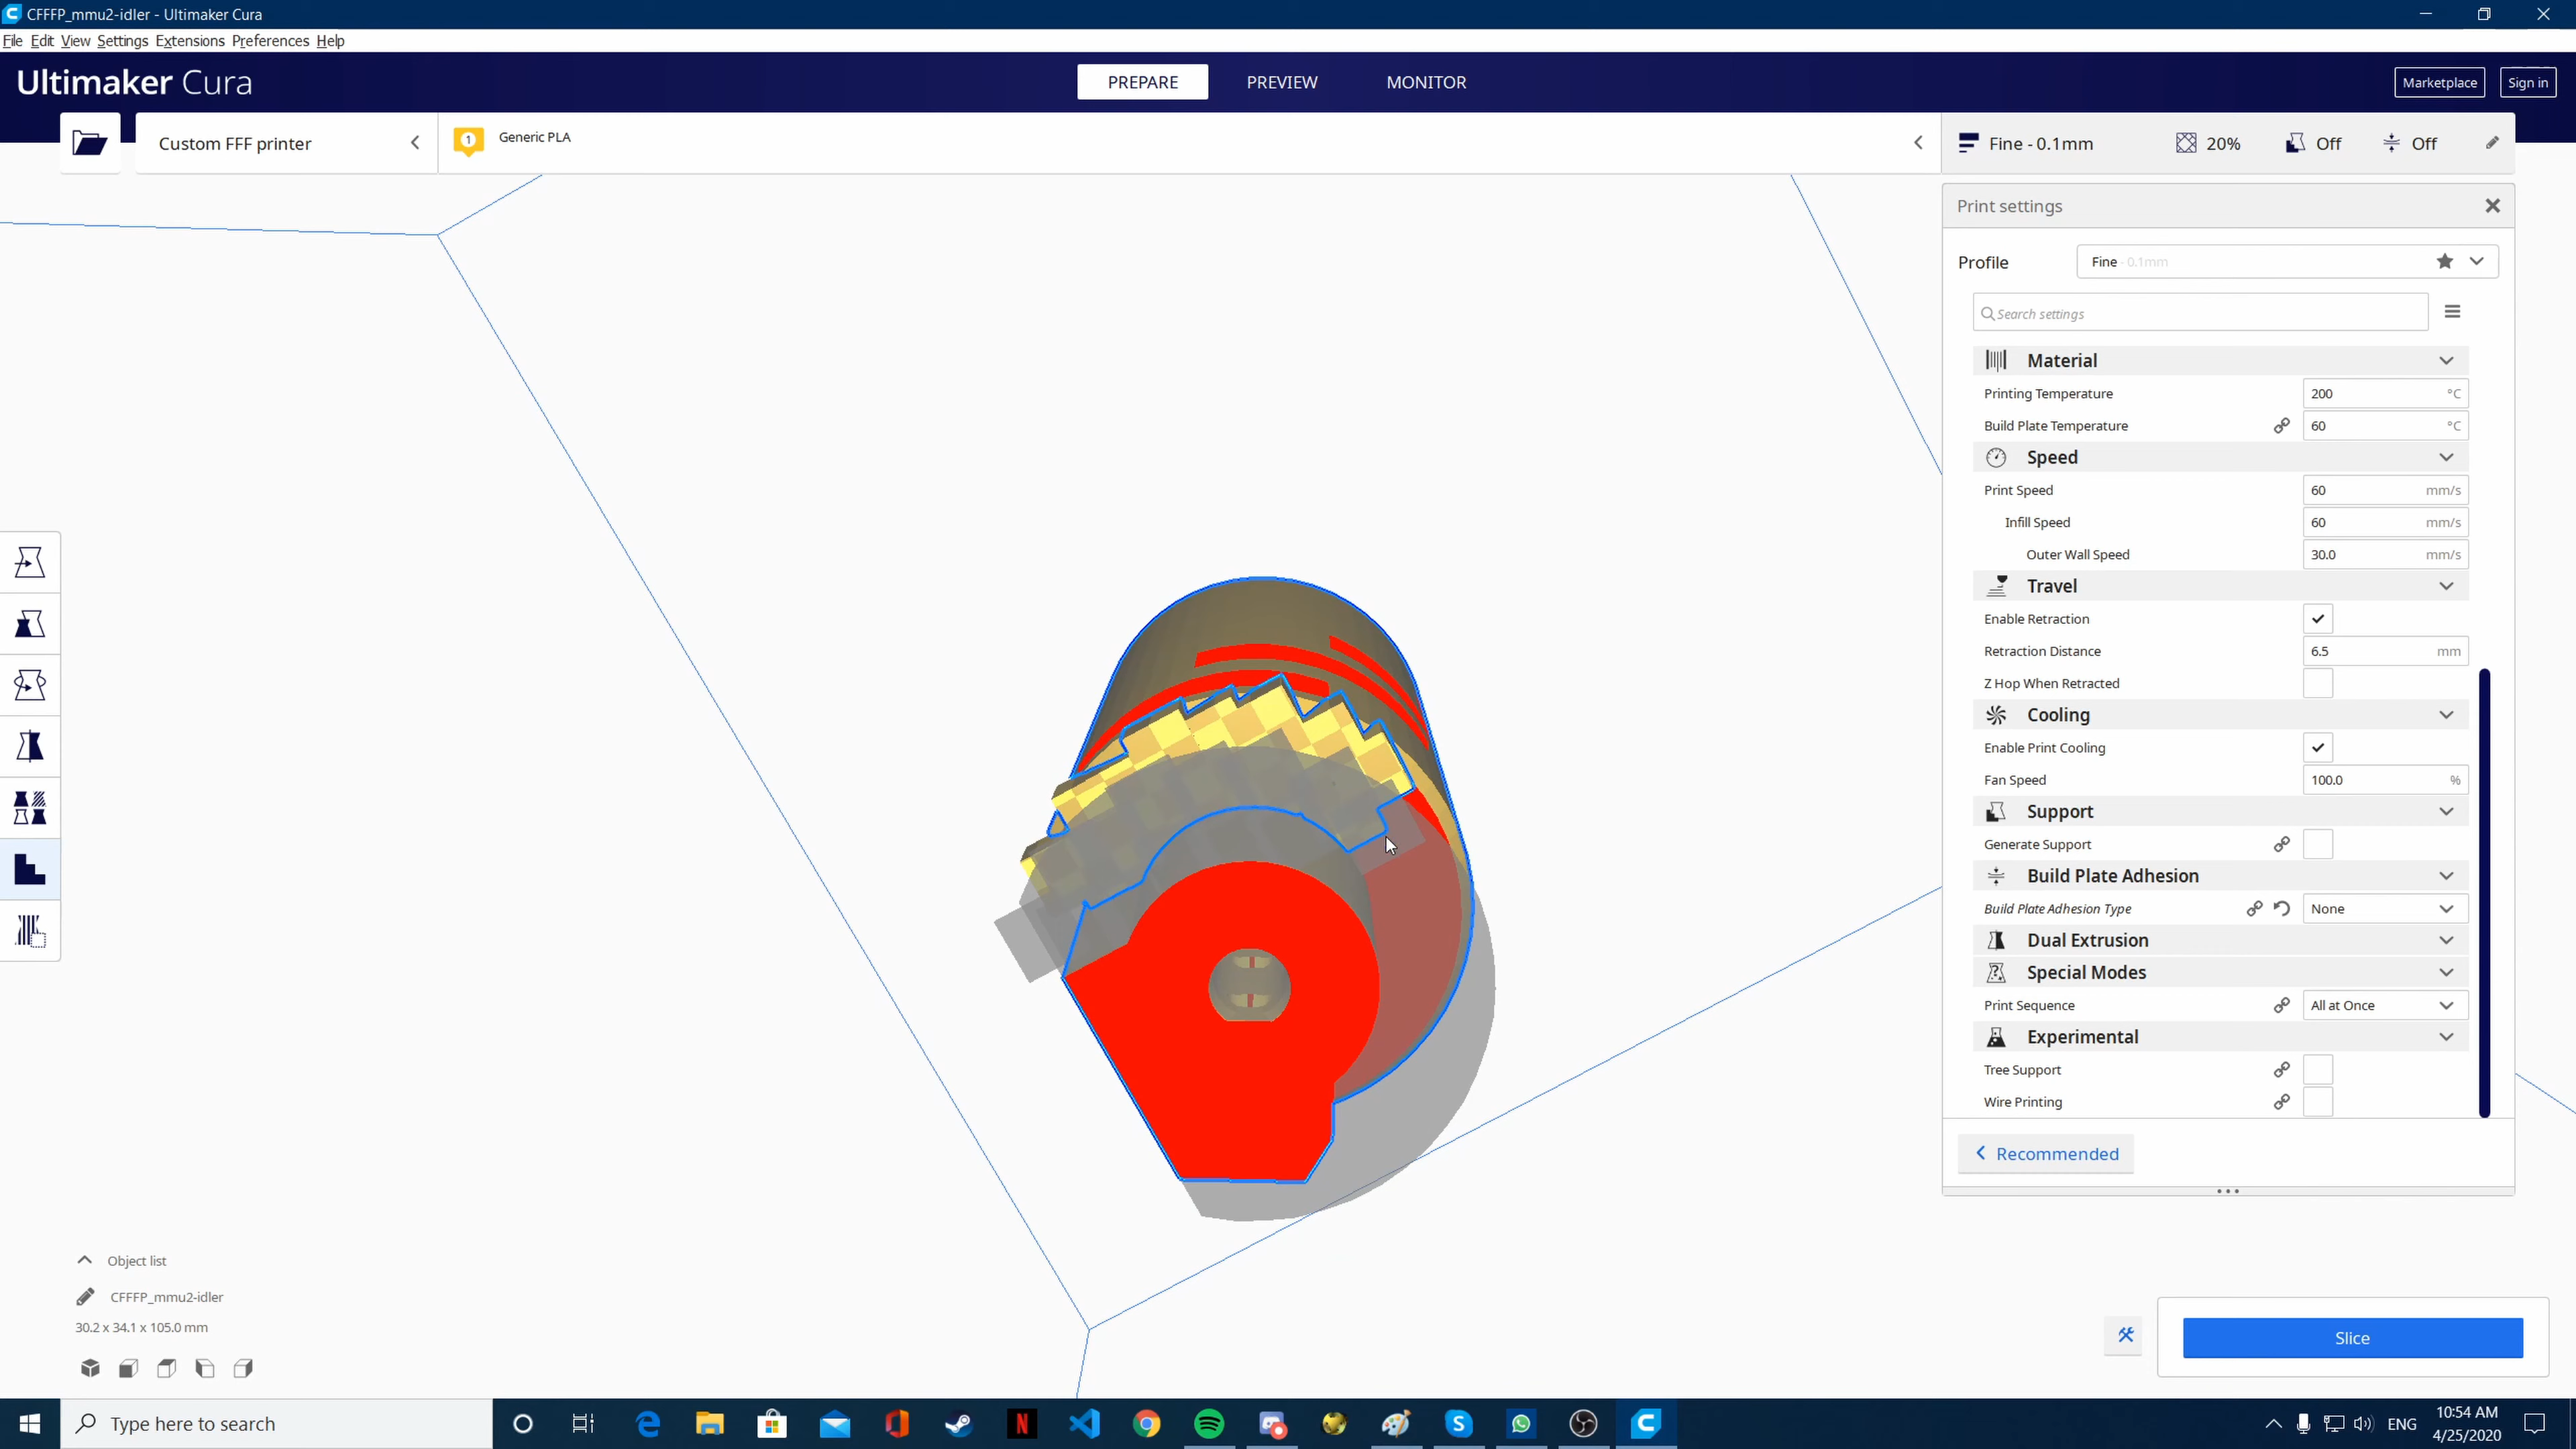 CFFFP_mmu2-idler - Ultimaker Cura
File Edit View Settings Extensions Preferences Help
Ultimaker Cura
PREPARE
PREVIEW
MONITOR
Marketplace
Sign in
Custom FFF printer
1
Generic PLA
Fine - 0.1mm
20%
Off
Off
Print settings
Profile
Fine - 0.1mm
Search settings
Material
Printing Temperature 200 °C
Build Plate Temperature 60 °C
Speed
Print Speed 60 mm/s
Infill Speed 60 mm/s
Outer Wall Speed 30.0 mm/s
Travel
Enable Retraction
Retraction Distance 6.5 mm
Z Hop When Retracted
Cooling
Enable Print Cooling
Fan Speed 100.0 %
Support
Generate Support
Build Plate Adhesion
Build Plate Adhesion Type None
Dual Extrusion
Special Modes
Print Sequence All at Once
Experimental
Tree Support
Wire Printing
Recommended
Object list
CFFFP_mmu2-idler
30.2 x 34.1 x 105.0 mm
Slice
Type here to search
ENG
10:54 AM
4/25/2020